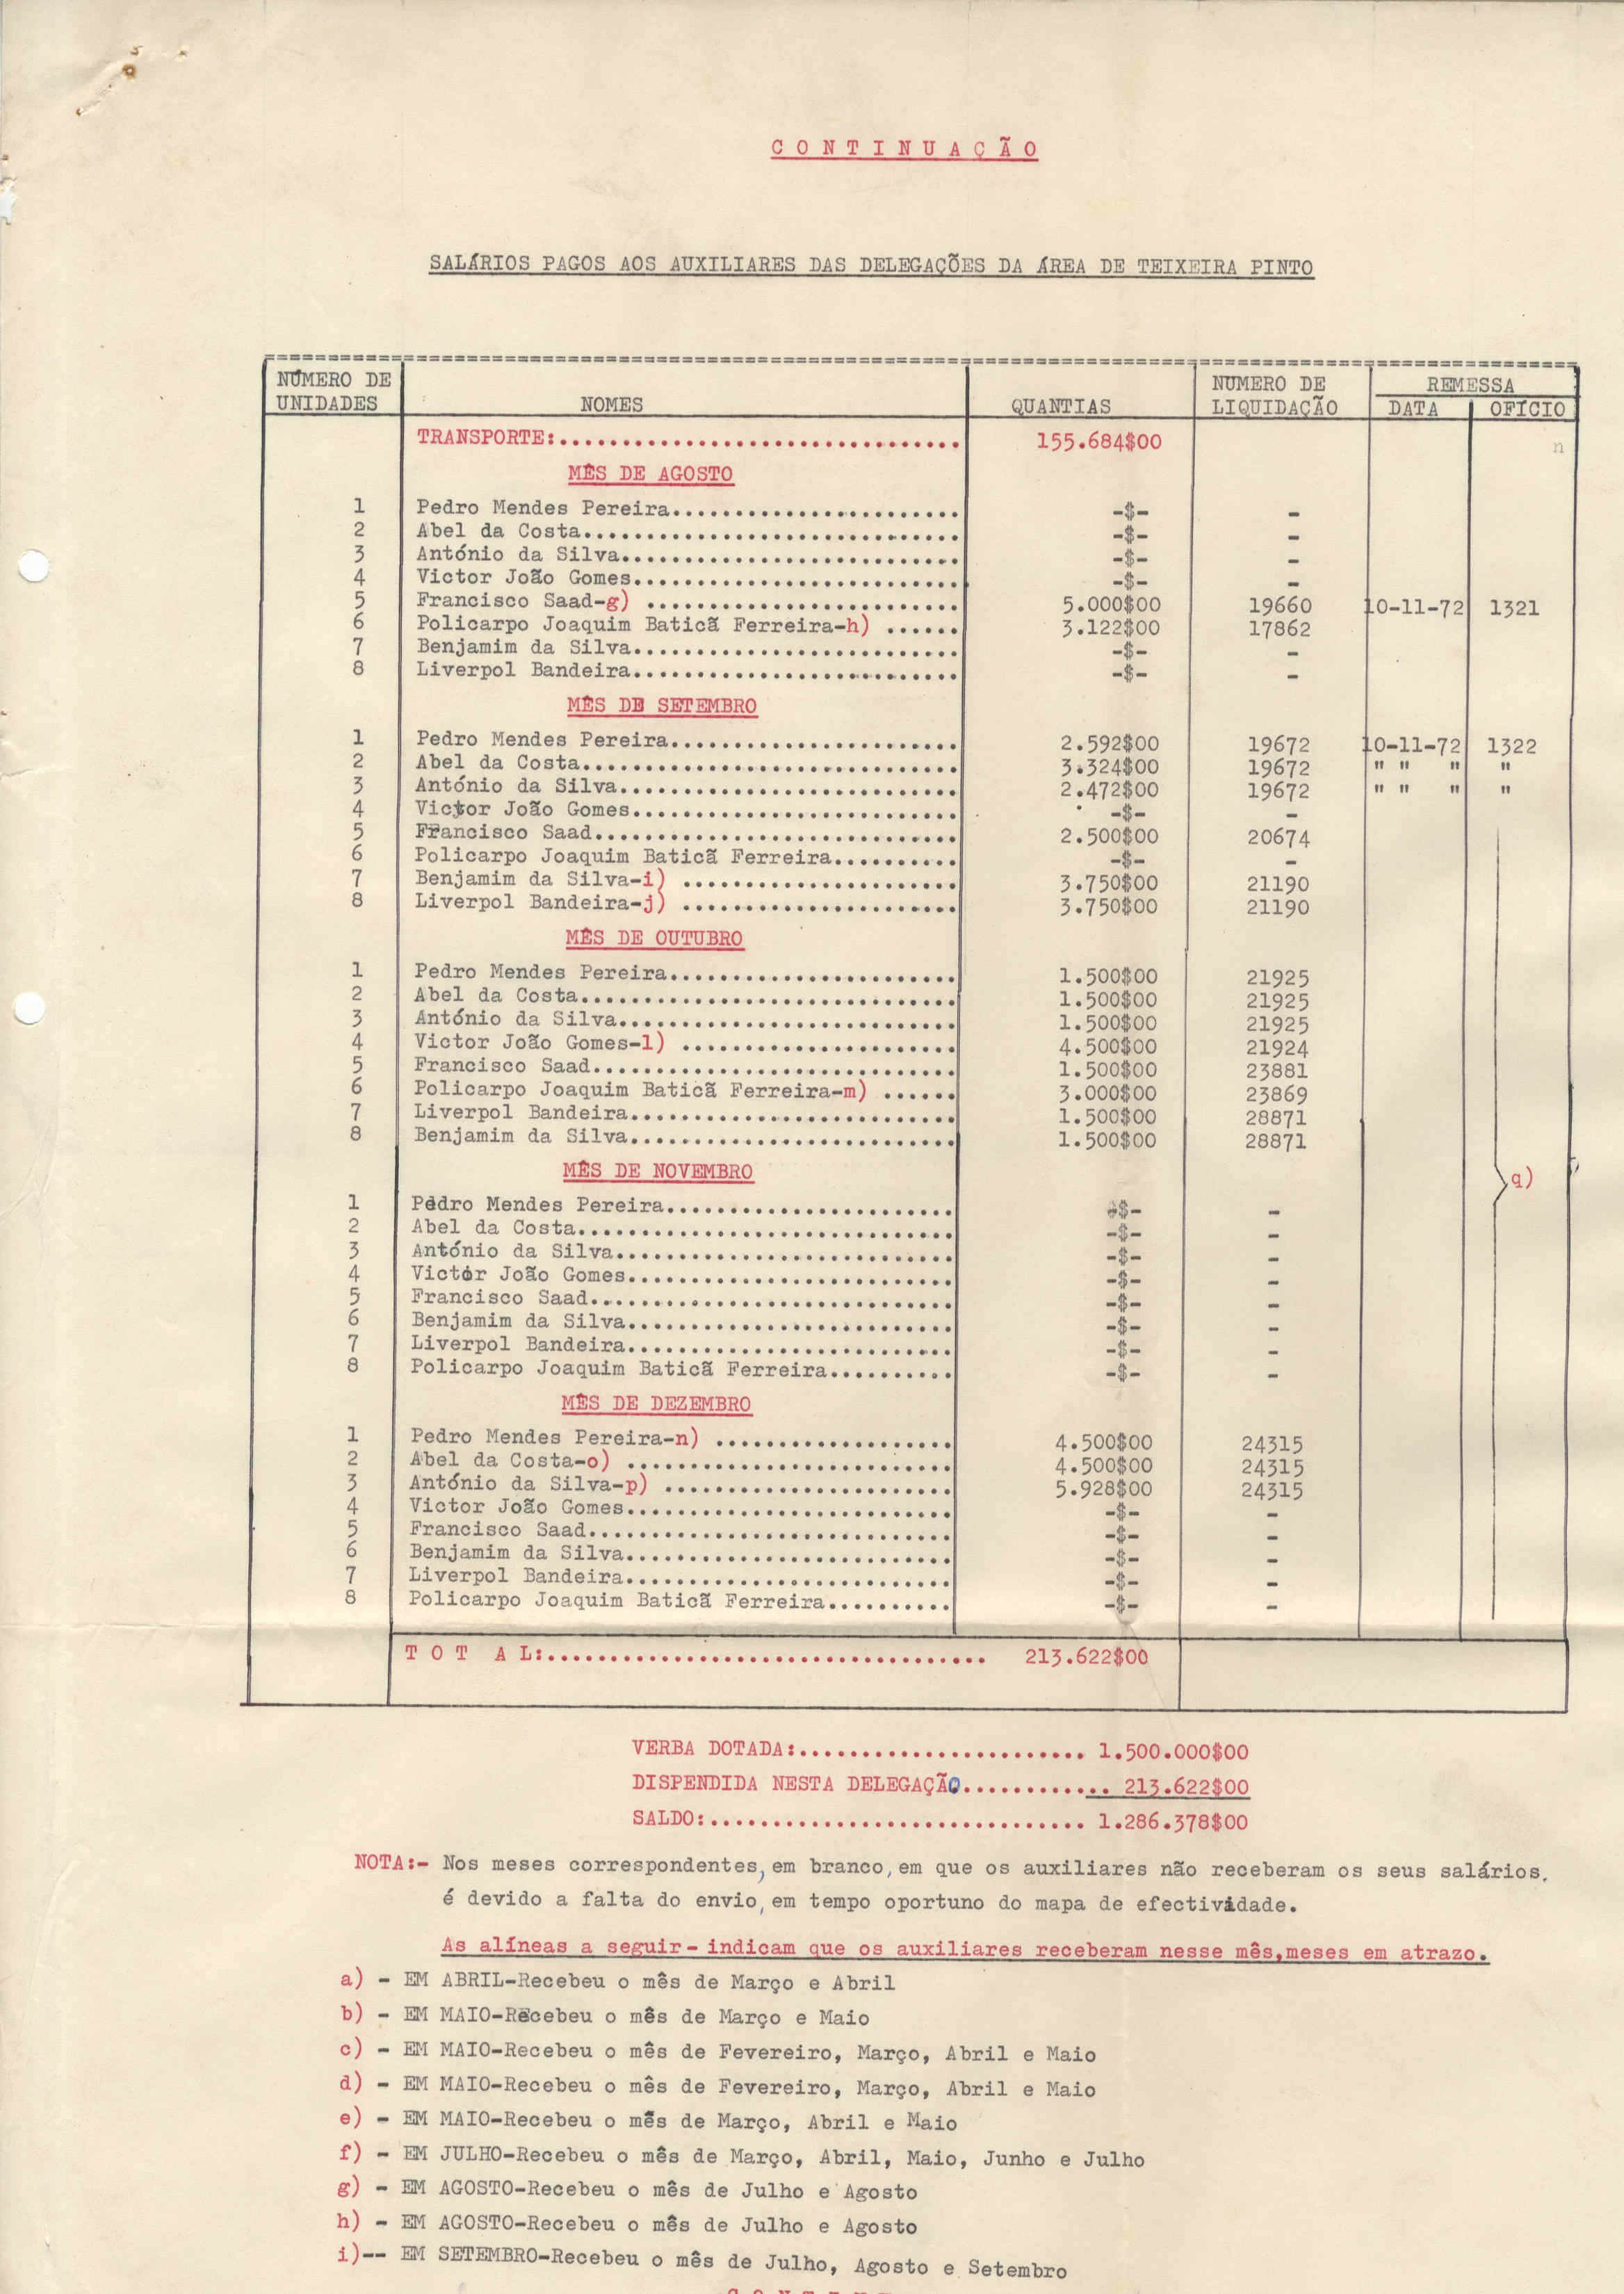 CONTINUAÇÃO
SALÁRIOS PAGOS AOS AUXILIARES DAS DELEGAÇÕES DA ÁREA DE TEIXEIRA PINTO
NÚMERO DE UNIDADES NOMES QUANTIAS NUMERO DE LIQUIDAÇÃO REMESSA DATA OFÍCIO
TRANSPORTE:................................ 155.684$00
n
MÊS DE AGOSTO
1 Pedro Mendes Pereira....................... -$- -
2 Abel da Costa.............................. -$- -
3 António da Silva........................... -$- -
4 Victor João Gomes.......................... -$- -
5 Francisco Saad-g) ......................... 5.000$00 19660 10-11-72 1321
6 Policarpo Joaquim Baticã Ferreira-h) ...... 3.122$00 17862
7 Benjamim da Silva.......................... -$- -
8 Liverpol Bandeira.......................... -$- -
MÊS DE SETEMBRO
1 Pedro Mendes Pereira....................... 2.592$00 19672 10-11-72 1322
2 Abel da Costa.............................. 3.324$00 19672 " " " "
3 António da Silva........................... 2.472$00 19672 " " " "
4 Victor João Gomes.......................... -$- -
5 Francisco Saad............................. 2.500$00 20674
6 Policarpo Joaquim Baticã Ferreira.......... -$- -
7 Benjamim da Silva-i) ...................... 3.750$00 21190
8 Liverpol Bandeira-j) ...................... 3.750$00 21190
MÊS DE OUTUBRO
1 Pedro Mendes Pereira....................... 1.500$00 21925
2 Abel da Costa.............................. 1.500$00 21925
3 António da Silva........................... 1.500$00 21925
4 Victor João Gomes-l) ...................... 4.500$00 21924
5 Francisco Saad............................. 1.500$00 23881
6 Policarpo Joaquim Baticã Ferreira-m) ...... 3.000$00 23869
7 Liverpol Bandeira.......................... 1.500$00 28871
8 Benjamim da Silva.......................... 1.500$00 28871
MÊS DE NOVEMBRO
q)
1 Pedro Mendes Pereira....................... -$- -
2 Abel da Costa.............................. -$- -
3 António da Silva........................... -$- -
4 Victor João Gomes.......................... -$- -
5 Francisco Saad............................. -$- -
6 Benjamim da Silva.......................... -$- -
7 Liverpol Bandeira.......................... -$- -
8 Policarpo Joaquim Baticã Ferreira.......... -$- -
MÊS DE DEZEMBRO
1 Pedro Mendes Pereira-n) ................... 4.500$00 24315
2 Abel da Costa-o) .......................... 4.500$00 24315
3 António da Silva-p) ....................... 5.928$00 24315
4 Victor João Gomes.......................... -$- -
5 Francisco Saad............................. -$- -
6 Benjamim da Silva.......................... -$- -
7 Liverpol Bandeira.......................... -$- -
8 Policarpo Joaquim Baticã Ferreira.......... -$- -
T O T A L:................................... 213.622$00
VERBA DOTADA:....................... 1.500.000$00
DISPENDIDA NESTA DELEGAÇÃO............ 213.622$00
SALDO:.............................. 1.286.378$00
NOTA:- Nos meses correspondentes, em branco, em que os auxiliares não receberam os seus salários,
é devido a falta do envio, em tempo oportuno do mapa de efectividade.
As alíneas a seguir - indicam que os auxiliares receberam nesse mês,meses em atrazo.
a) - EM ABRIL-Recebeu o mês de Março e Abril
b) - EM MAIO-Recebeu o mês de Março e Maio
c) - EM MAIO-Recebeu o mês de Fevereiro, Março, Abril e Maio
d) - EM MAIO-Recebeu o mês de Fevereiro, Março, Abril e Maio
e) - EM MAIO-Recebeu o mês de Março, Abril e Maio
f) - EM JULHO-Recebeu o mês de Março, Abril, Maio, Junho e Julho
g) - EM AGOSTO-Recebeu o mês de Julho e Agosto
h) - EM AGOSTO-Recebeu o mês de Julho e Agosto
i)-- EM SETEMBRO-Recebeu o mês de Julho, Agosto e Setembro